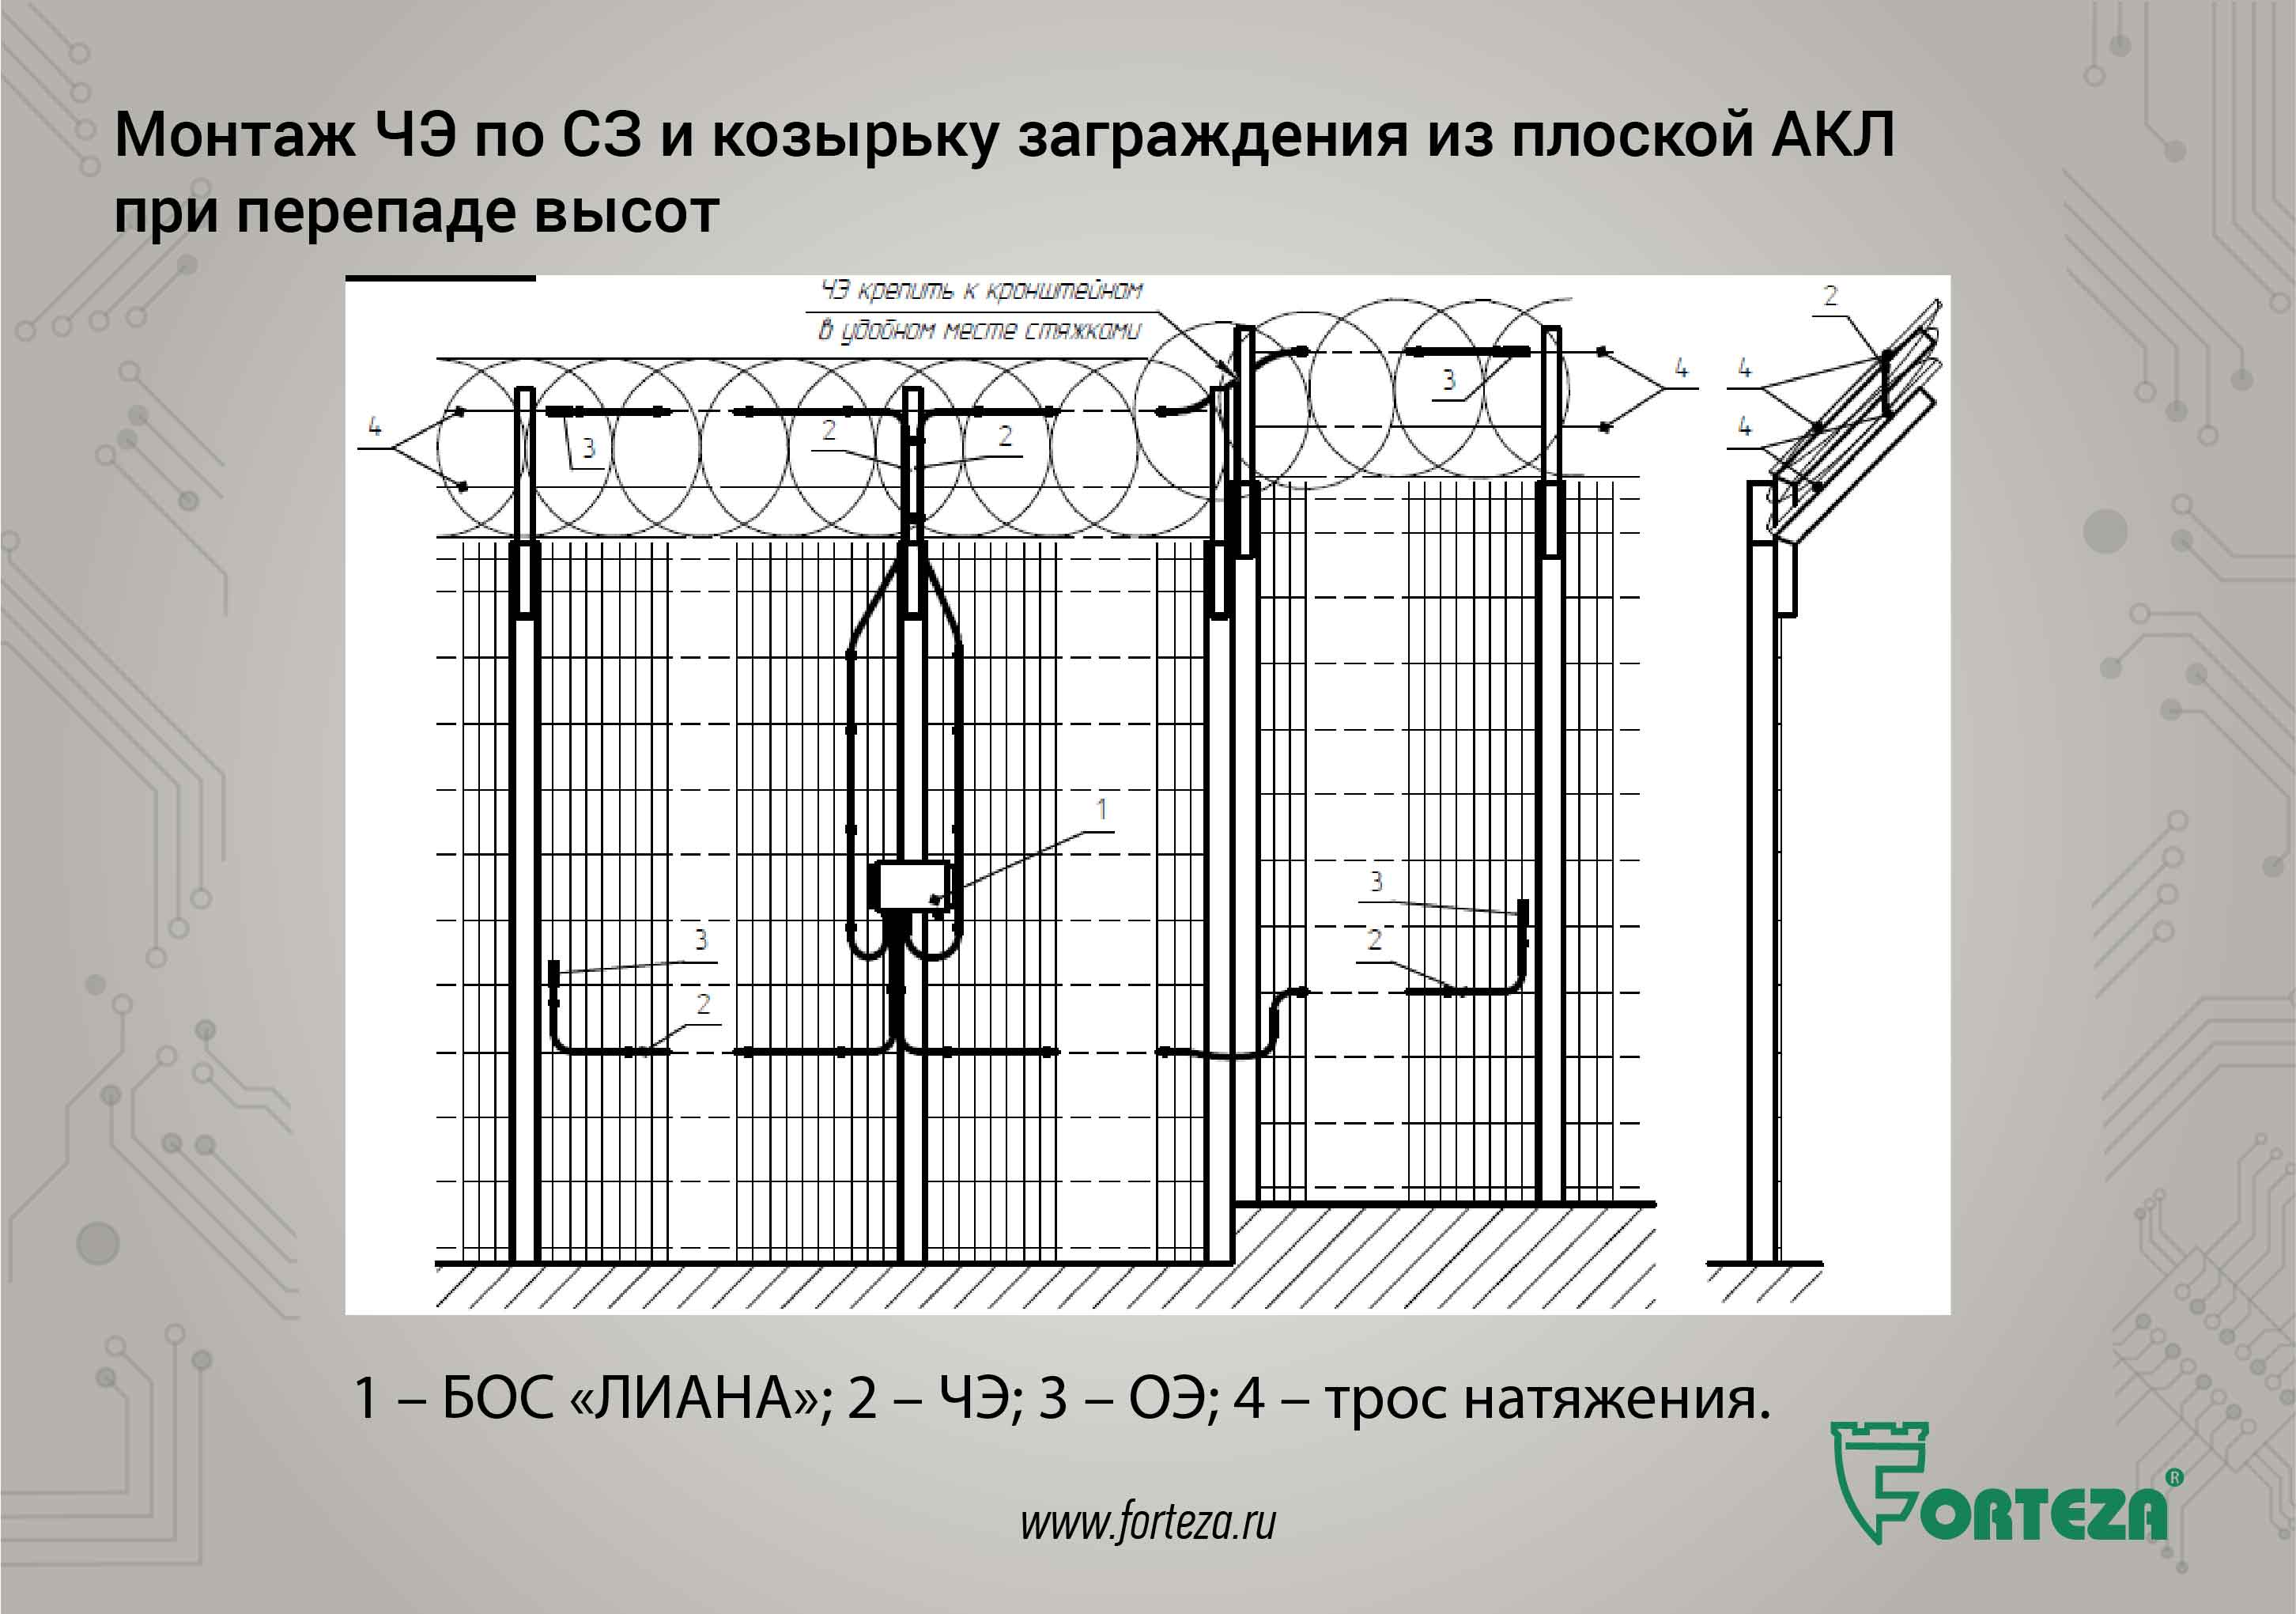 Монтаж ЧЭ по СЗ и козырьку заграждения из плоской АКЛ
при перепаде высот
ЧЭ крепить к кронштейном
в удобном месте стяжками
2
4
3
4
4
4
3
2
2
1
3
3
2
2
1 – БОС «ЛИАНА»; 2 – ЧЭ; 3 – ОЭ; 4 – трос натяжения.
www.forteza.ru
FORTEZA®